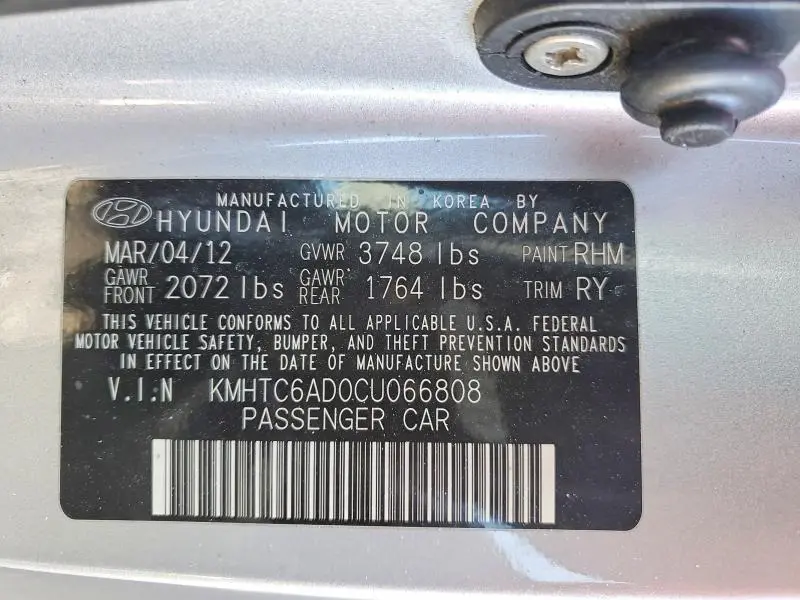 MANUFACTURED IN KOREA BY
HYUNDAI MOTOR COMPANY
MAR/04/12 GVWR 3748 lbs PAINT RHM
GAWR FRONT 2072 lbs GAWR REAR 1764 lbs TRIM RY
THIS VEHICLE CONFORMS TO ALL APPLICABLE U.S.A. FEDERAL
MOTOR VEHICLE SAFETY, BUMPER, AND THEFT PREVENTION STANDARDS
IN EFFECT ON THE DATE OF MANUFACTURE SHOWN ABOVE
V.I.N KMHTC6AD0CU066808
PASSENGER CAR